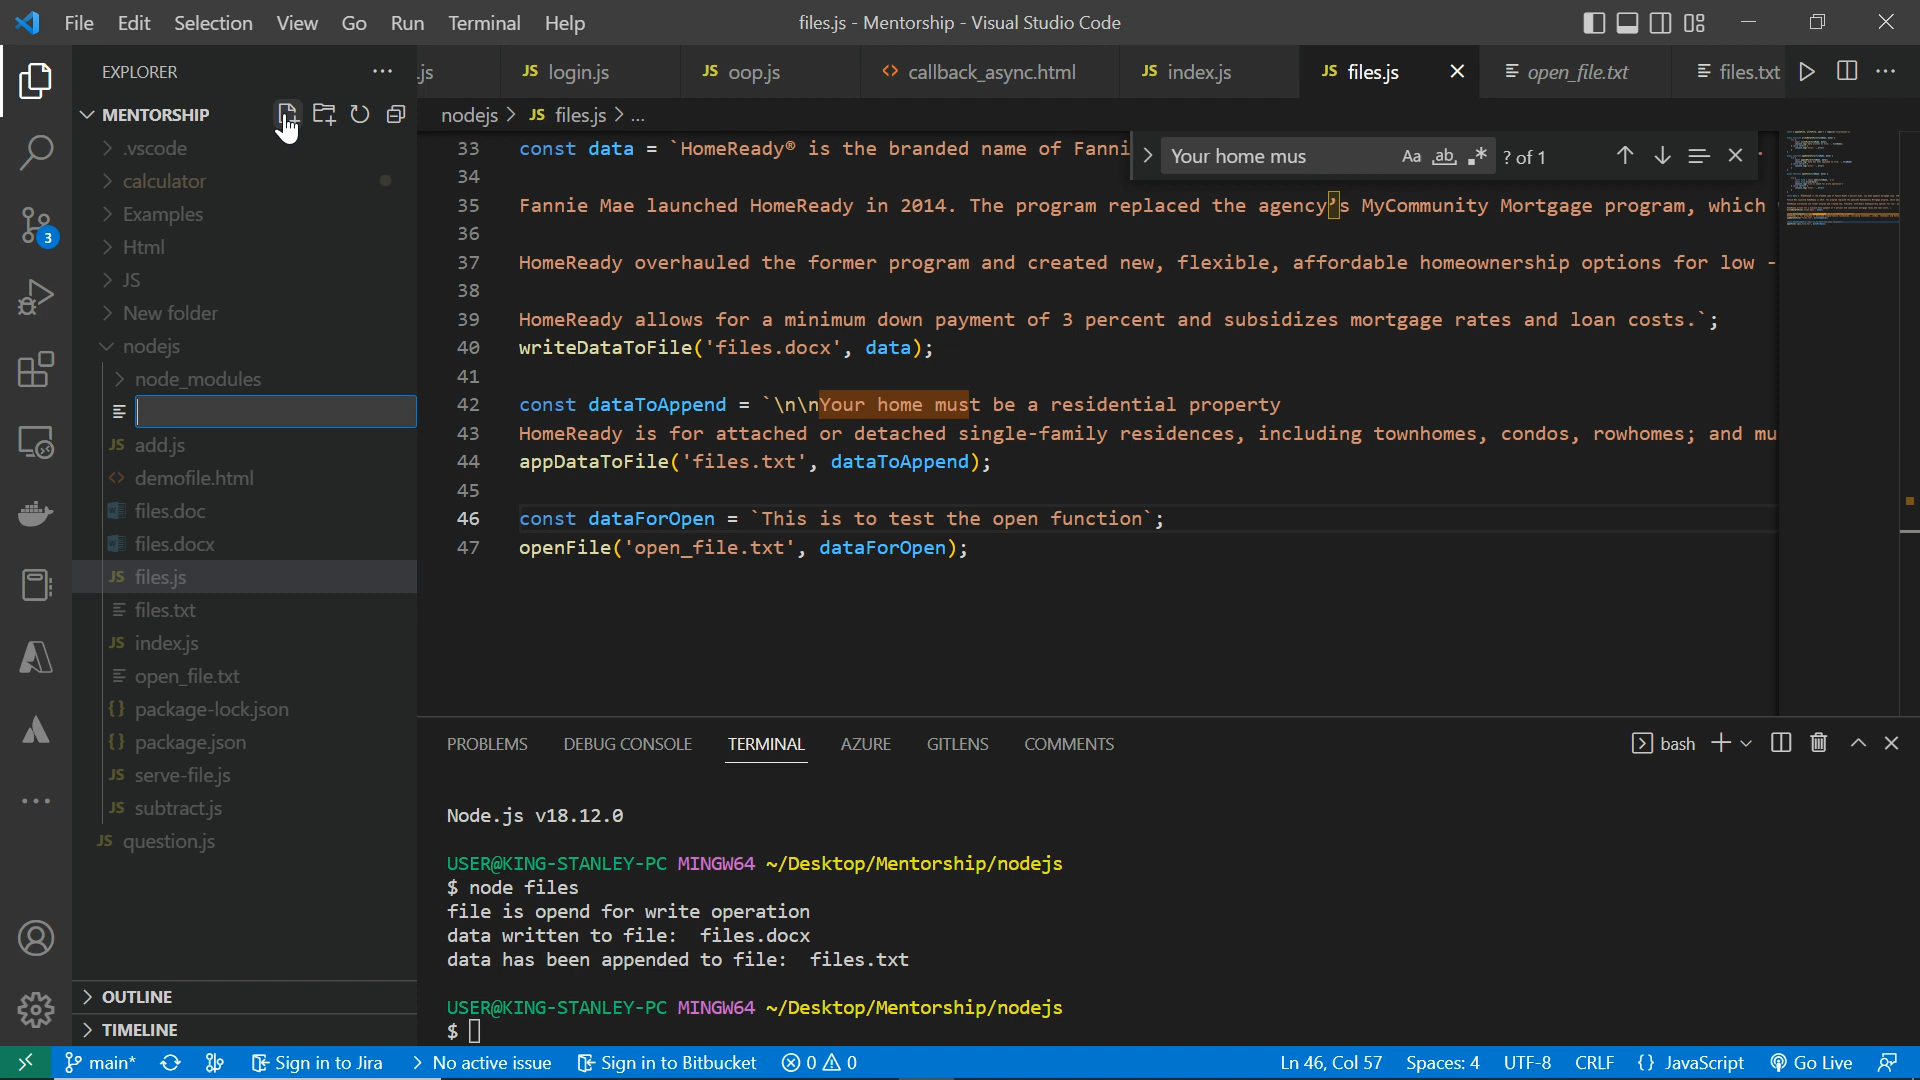 File Edit Selection View Go Run Terminal Help
files.js - Mentorship - Visual Studio Code
EXPLORER
.js
JS login.js
JS oop.js
<> callback_async.html
JS index.js
JS files.js
open_file.txt
files.txt
MENTORSHIP
nodejs > JS files.js > ...
.vscode
calculator
Examples
Html
JS
New folder
nodejs
node_modules
JS add.js
<> demofile.html
files.doc
files.docx
JS files.js
files.txt
JS index.js
open_file.txt
{} package-lock.json
{} package.json
JS serve-file.js
JS subtract.js
JS question.js
OUTLINE
TIMELINE
3
Your home mus
Aa ab .* ? of 1
33 const data = `HomeReady® is the branded name of Fanni
34
35 Fannie Mae launched HomeReady in 2014. The program replaced the agency’s MyCommunity Mortgage program, which
36
37 HomeReady overhauled the former program and created new, flexible, affordable homeownership options for low -
38
39 HomeReady allows for a minimum down payment of 3 percent and subsidizes mortgage rates and loan costs.`;
40 writeDataToFile('files.docx', data);
41
42 const dataToAppend = `\n\nYour home must be a residential property
43 HomeReady is for attached or detached single-family residences, including townhomes, condos, rowhomes; and mu
44 appDataToFile('files.txt', dataToAppend);
45
46 const dataForOpen = `This is to test the open function`;
47 openFile('open_file.txt', dataForOpen);
PROBLEMS DEBUG CONSOLE TERMINAL AZURE GITLENS COMMENTS
bash
Node.js v18.12.0
USER@KING-STANLEY-PC MINGW64 ~/Desktop/Mentorship/nodejs
$ node files
file is opend for write operation
data written to file:  files.docx
data has been appended to file:  files.txt
USER@KING-STANLEY-PC MINGW64 ~/Desktop/Mentorship/nodejs
$
main* Sign in to Jira No active issue Sign in to Bitbucket 0 0
Ln 46, Col 57 Spaces: 4 UTF-8 CRLF {} JavaScript Go Live